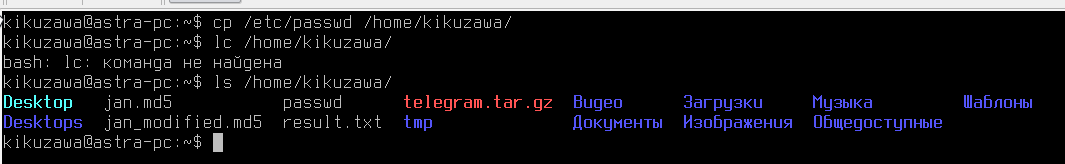 kikuzawa@astra-pc:~$ cp /etc/passwd /home/kikuzawa/
kikuzawa@astra-pc:~$ lc /home/kikuzawa/
bash: lc: команда не найдена
kikuzawa@astra-pc:~$ ls /home/kikuzawa/
Desktop jan.md5 passwd telegram.tar.gz Видео Загрузки Музыка Шаблоны
Desktops jan_modified.md5 result.txt tmp Документы Изображения Общедоступные
kikuzawa@astra-pc:~$